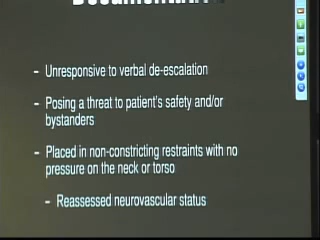 - Unresponsive to verbal de-escalation
- Posing a threat to patient's safety and/or
bystanders
- Placed in non-constricting restraints with no
pressure on the neck or torso
- Reassessed neurovascular status